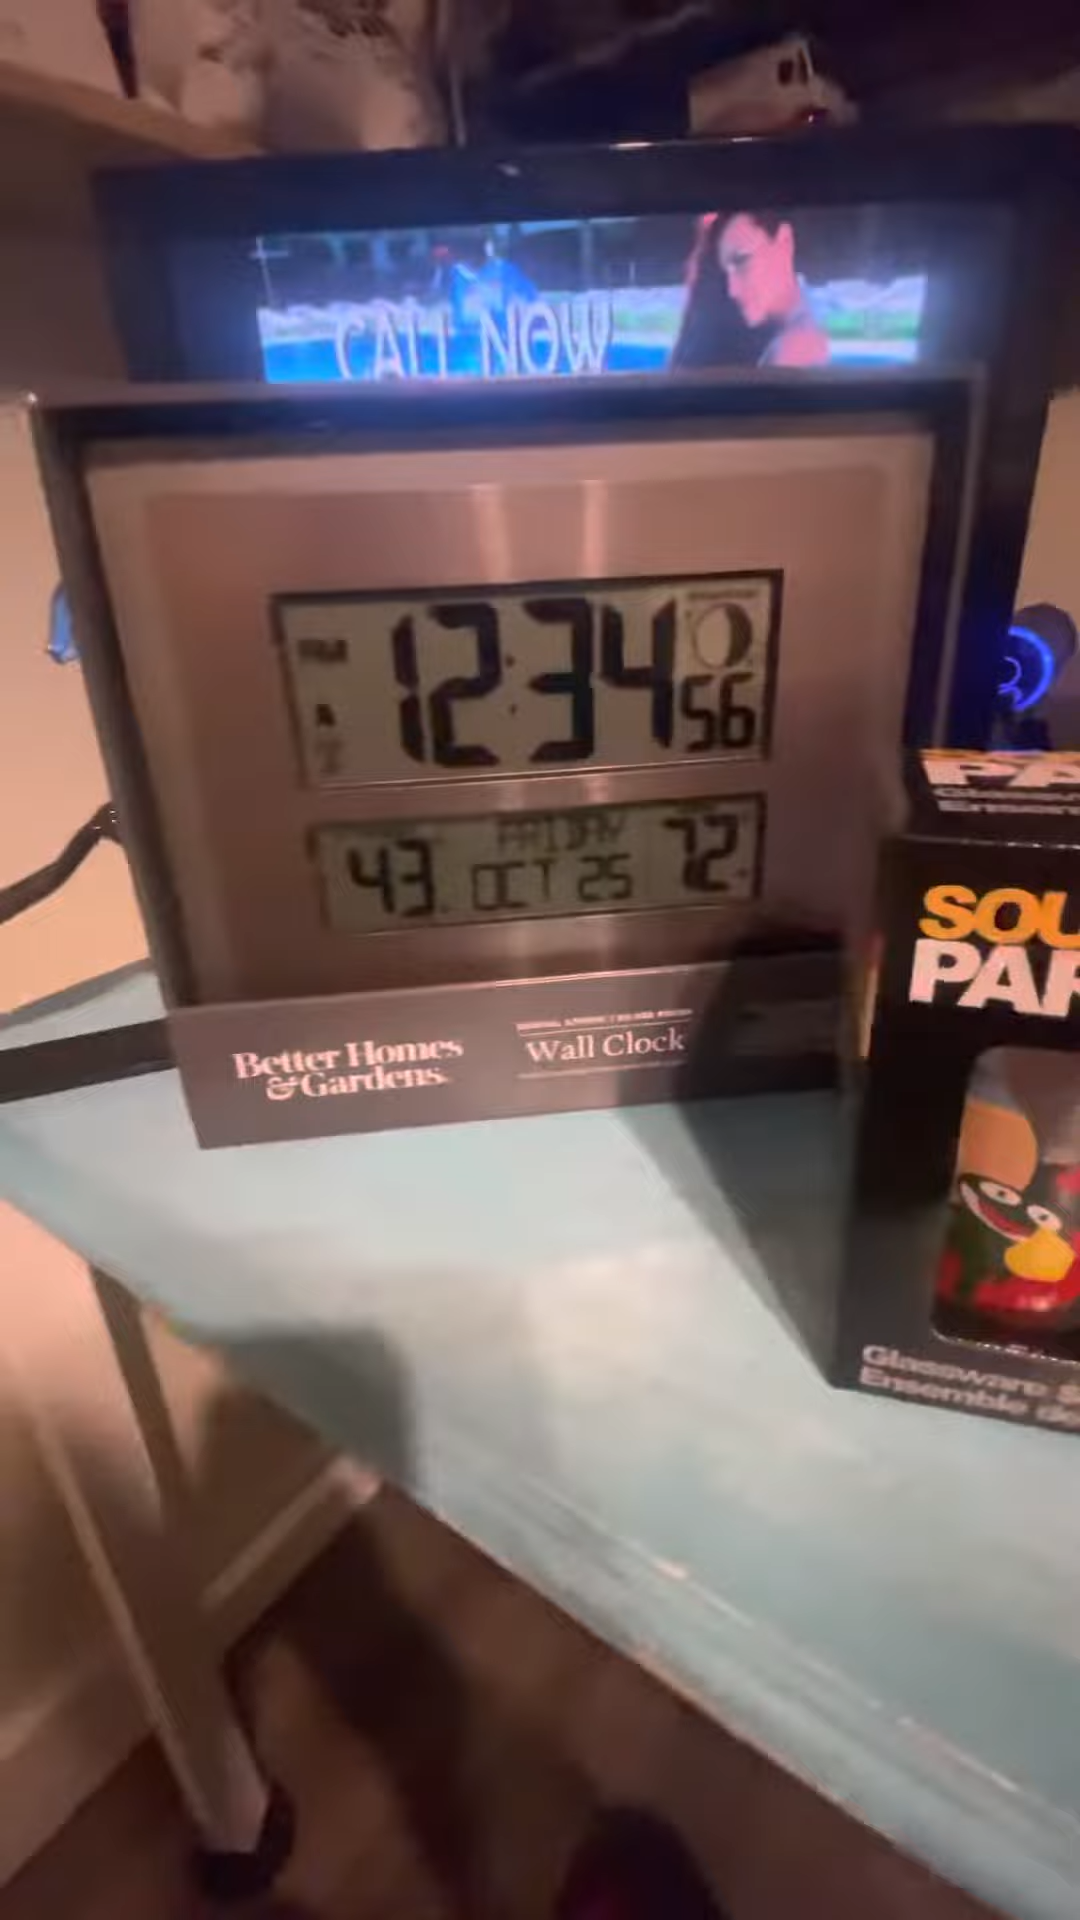 CALL NOW
12:34
56
FRIDAY
43
OCT 25
72
Better Homes
&Gardens
Wall Clock
SOU
PAR
Glassware
Ensemble de